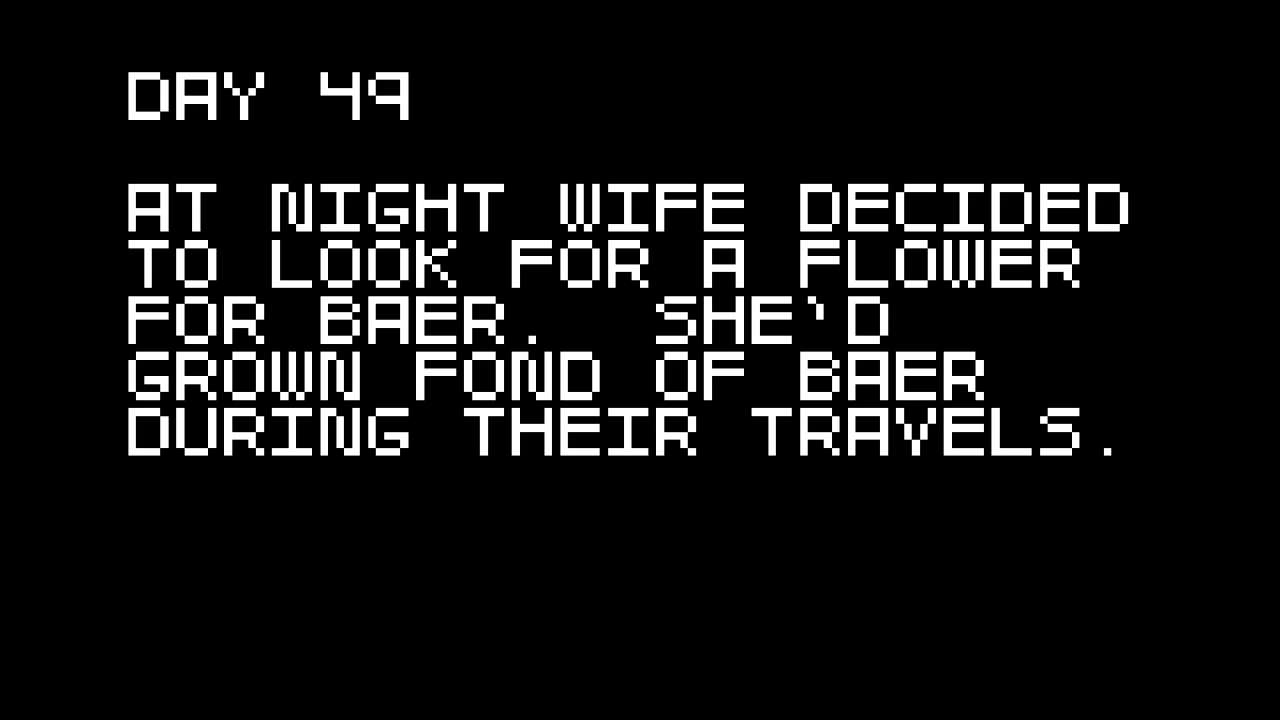 DAY 49
AT NIGHT WIFE DECIDED
TO LOOK FOR A FLOWER
FOR BAER.  SHE'D
GROWN FOND OF BAER
DURING THEIR TRAVELS.